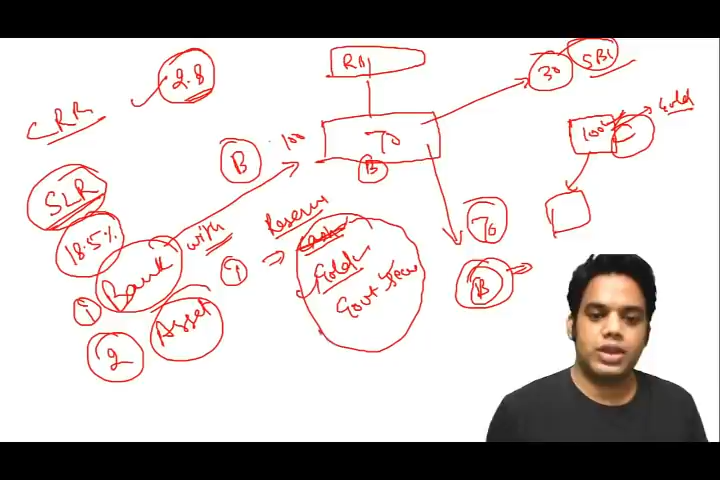 CRR
2.8
RBI
30
SBI
100
Gold
B
100
70
B
SLR
18.5%
Bank
with
Reserve
1
Gold
Govt Secu
70
B
i
2
Asset